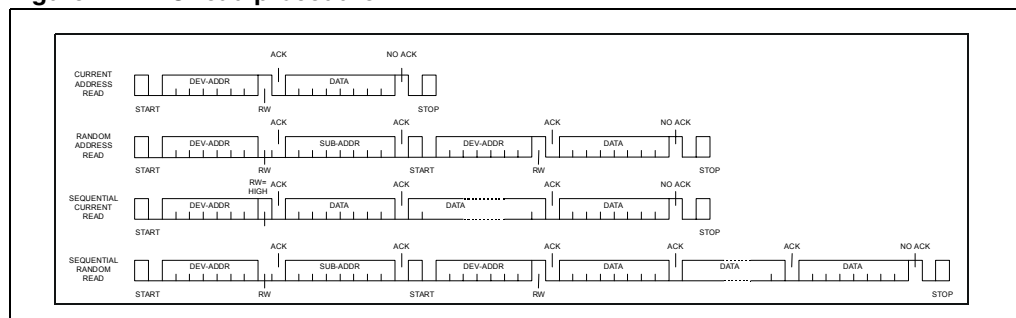 ACK NO ACK
CURRENT
ADDRESS
READ
DEV-ADDR DATA
START RW STOP
ACK ACK ACK NO ACK
RANDOM
ADDRESS
READ
DEV-ADDR SUB-ADDR DEV-ADDR DATA
START RW START RW STOP
RW=
HIGH
ACK ACK ACK NO ACK
SEQUENTIAL
CURRENT
READ
DEV-ADDR DATA DATA DATA
START STOP
ACK ACK ACK ACK ACK NO ACK
SEQUENTIAL
RANDOM
READ
DEV-ADDR SUB-ADDR DEV-ADDR DATA DATA DATA
START RW START RW STOP